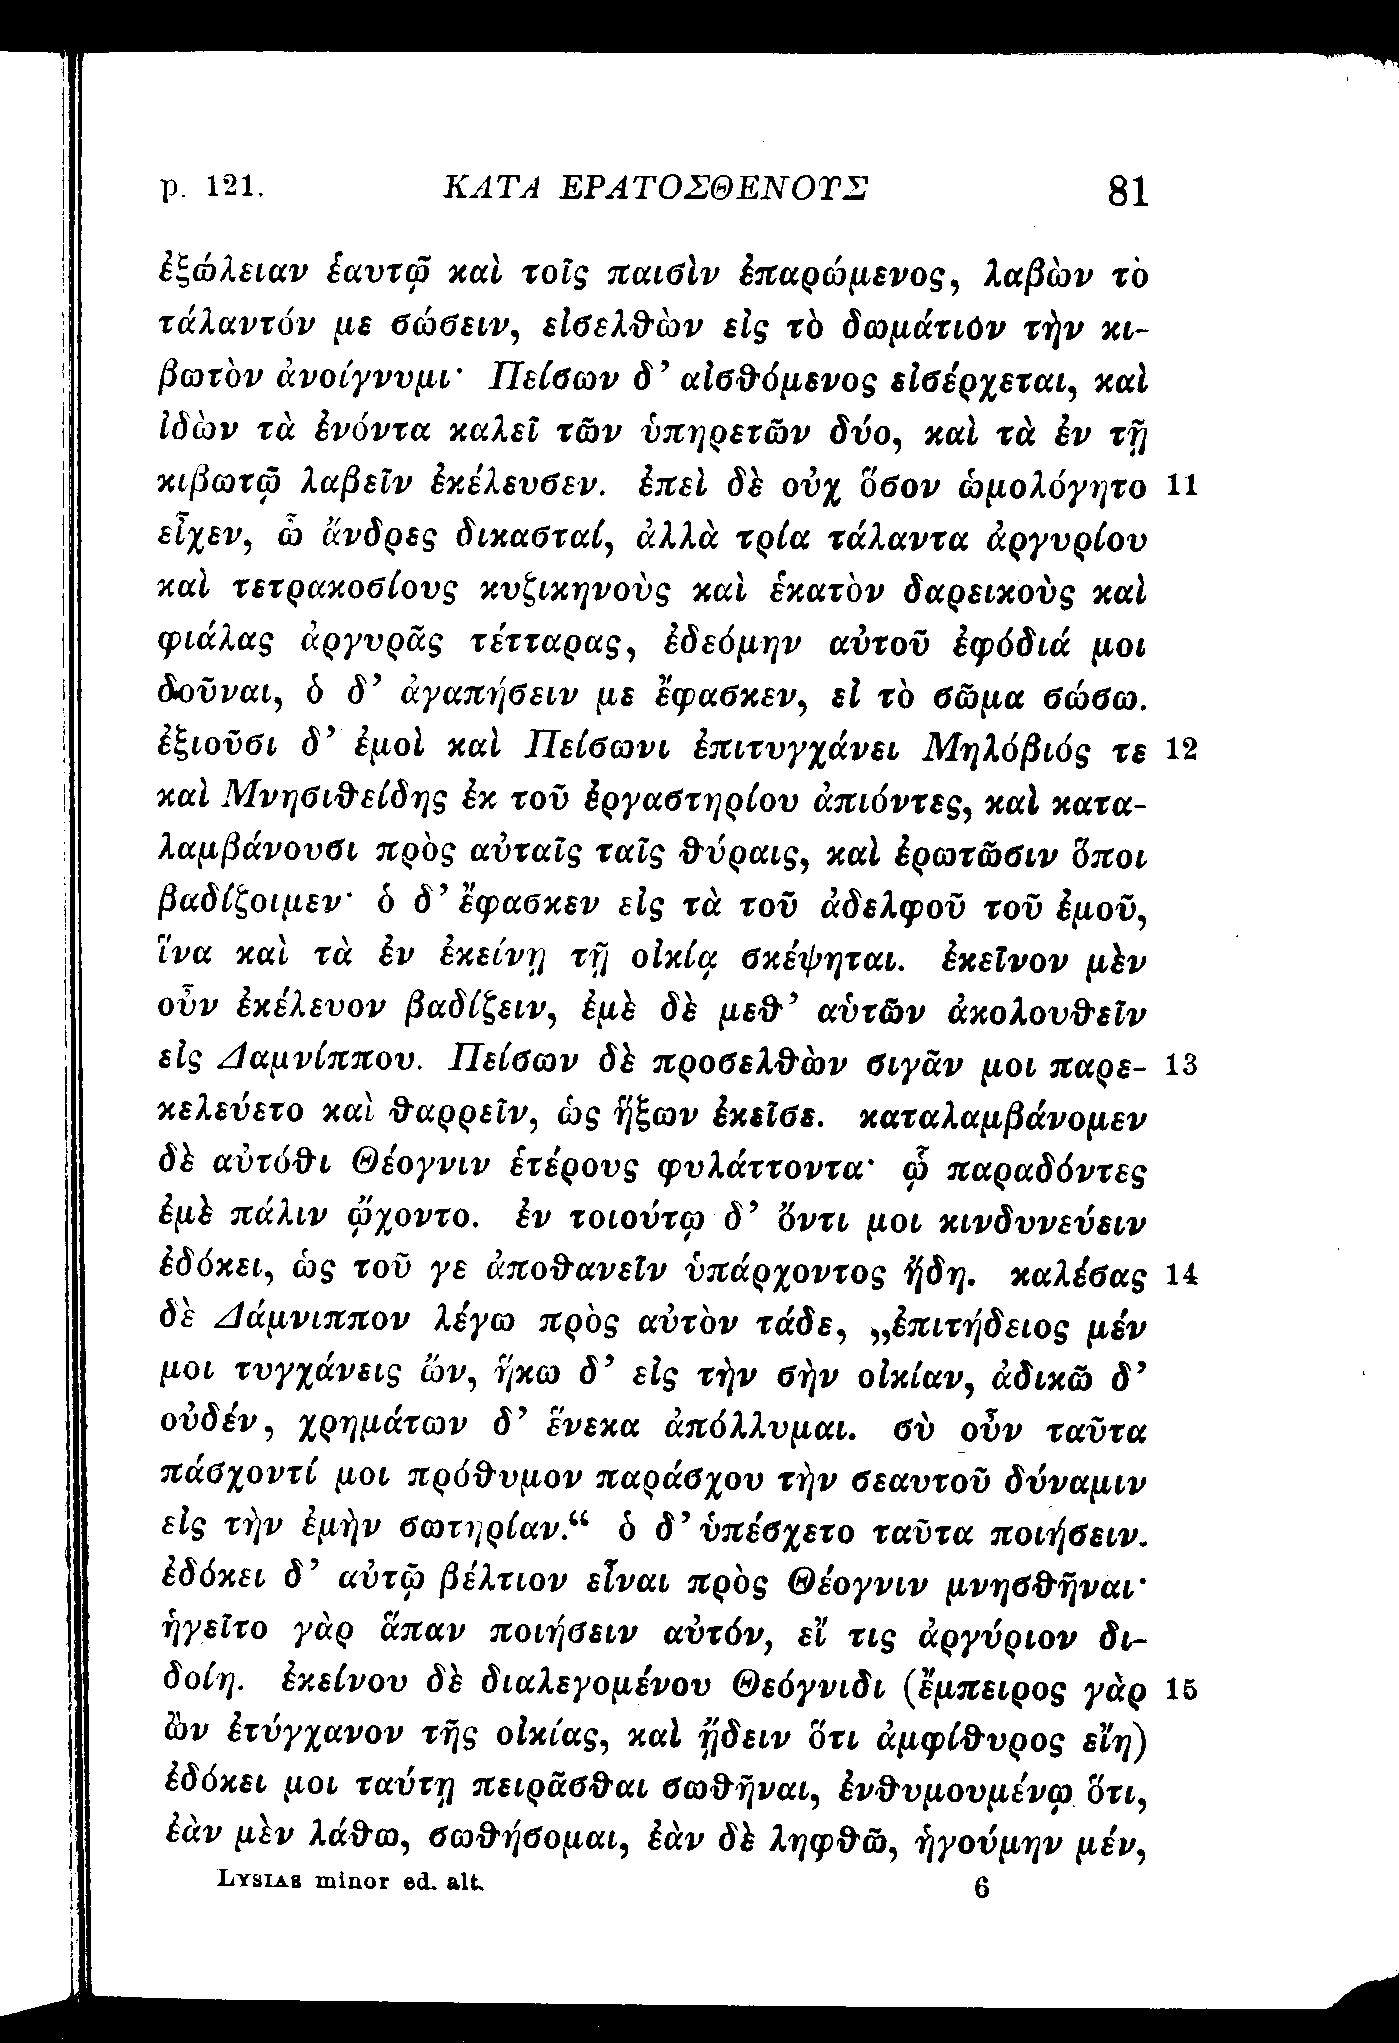 p. 121. ΚΑΤΑ ΕΡΑΤΟΣΘΕΝΟΥΣ 81
ἐξώλειαν ἑαυτῷ καὶ τοῖς παισὶν ἐπαρώμενος, λαβὼν τὸ
τάλαντόν με σώσειν, εἰσελθὼν εἰς τὸ δωμάτιον τὴν κι-
βωτὸν ἀνοίγνυμι· Πείσων δ’ αἰσθόμενος εἰσέρχεται, καὶ
ἰδὼν τὰ ἐνόντα καλεῖ τῶν ὑπηρετῶν δύο, καὶ τὰ ἐν τῇ
κιβωτῷ λαβεῖν ἐκέλευσεν. ἐπεὶ δὲ οὐχ ὅσον ὡμολόγητο 11
εἶχεν, ὦ ἄνδρες δικασταί, ἀλλὰ τρία τάλαντα ἀργυρίου
καὶ τετρακοσίους κυζικηνοὺς καὶ ἑκατὸν δαρεικοὺς καὶ
φιάλας ἀργυρᾶς τέτταρας, ἐδεόμην αὐτοῦ ἐφόδιά μοι
δοῦναι, ὁ δ’ ἀγαπήσειν με ἔφασκεν, εἰ τὸ σῶμα σώσω.
ἐξιοῦσι δ’ ἐμοὶ καὶ Πείσωνι ἐπιτυγχάνει Μηλόβιός τε 12
καὶ Μνησιθείδης ἐκ τοῦ ἐργαστηρίου ἀπιόντες, καὶ κατα-
λαμβάνουσι πρὸς αὐταῖς ταῖς θύραις, καὶ ἐρωτῶσιν ὅποι
βαδίζοιμεν· ὁ δ’ ἔφασκεν εἰς τὰ τοῦ ἀδελφοῦ τοῦ ἐμοῦ,
ἵνα καὶ τὰ ἐν ἐκείνῃ τῇ οἰκίᾳ σκέψηται. ἐκεῖνον μὲν
οὖν ἐκέλευον βαδίζειν, ἐμὲ δὲ μεθ’ αὑτῶν ἀκολουθεῖν
εἰς Δαμνίππου. Πείσων δὲ προσελθὼν σιγᾶν μοι παρε- 13
κελεύετο καὶ θαρρεῖν, ὡς ἥξων ἐκεῖσε. καταλαμβάνομεν
δὲ αὐτόθι Θέογνιν ἑτέρους φυλάττοντα· ᾧ παραδόντες
ἐμὲ πάλιν ᾤχοντο. ἐν τοιούτῳ δ’ ὄντι μοι κινδυνεύειν
ἐδόκει, ὡς τοῦ γε ἀποθανεῖν ὑπάρχοντος ἤδη. καλέσας 14
δὲ Δάμνιππον λέγω πρὸς αὐτὸν τάδε, „ἐπιτήδειος μέν
μοι τυγχάνεις ὤν, ἥκω δ’ εἰς τὴν σὴν οἰκίαν, ἀδικῶ δ’
οὐδέν, χρημάτων δ’ ἕνεκα ἀπόλλυμαι. σὺ οὖν ταῦτα
πάσχοντί μοι πρόθυμον παράσχου τὴν σεαυτοῦ δύναμιν
εἰς τὴν ἐμὴν σωτηρίαν.“ ὁ δ’ ὑπέσχετο ταῦτα ποιήσειν.
ἐδόκει δ’ αὐτῷ βέλτιον εἶναι πρὸς Θέογνιν μνησθῆναι·
ἡγεῖτο γὰρ ἅπαν ποιήσειν αὐτόν, εἴ τις ἀργύριον δι-
δοίη. ἐκείνου δὲ διαλεγομένου Θεόγνιδι (ἔμπειρος γὰρ 15
ὢν ἐτύγχανον τῆς οἰκίας, καὶ ᾔδειν ὅτι ἀμφίθυρος εἴη)
ἐδόκει μοι ταύτῃ πειρᾶσθαι σωθῆναι, ἐνθυμουμένῳ ὅτι,
ἐὰν μὲν λάθω, σωθήσομαι, ἐὰν δὲ ληφθῶ, ἡγούμην μέν,
LYSIAS minor ed. alt. 6